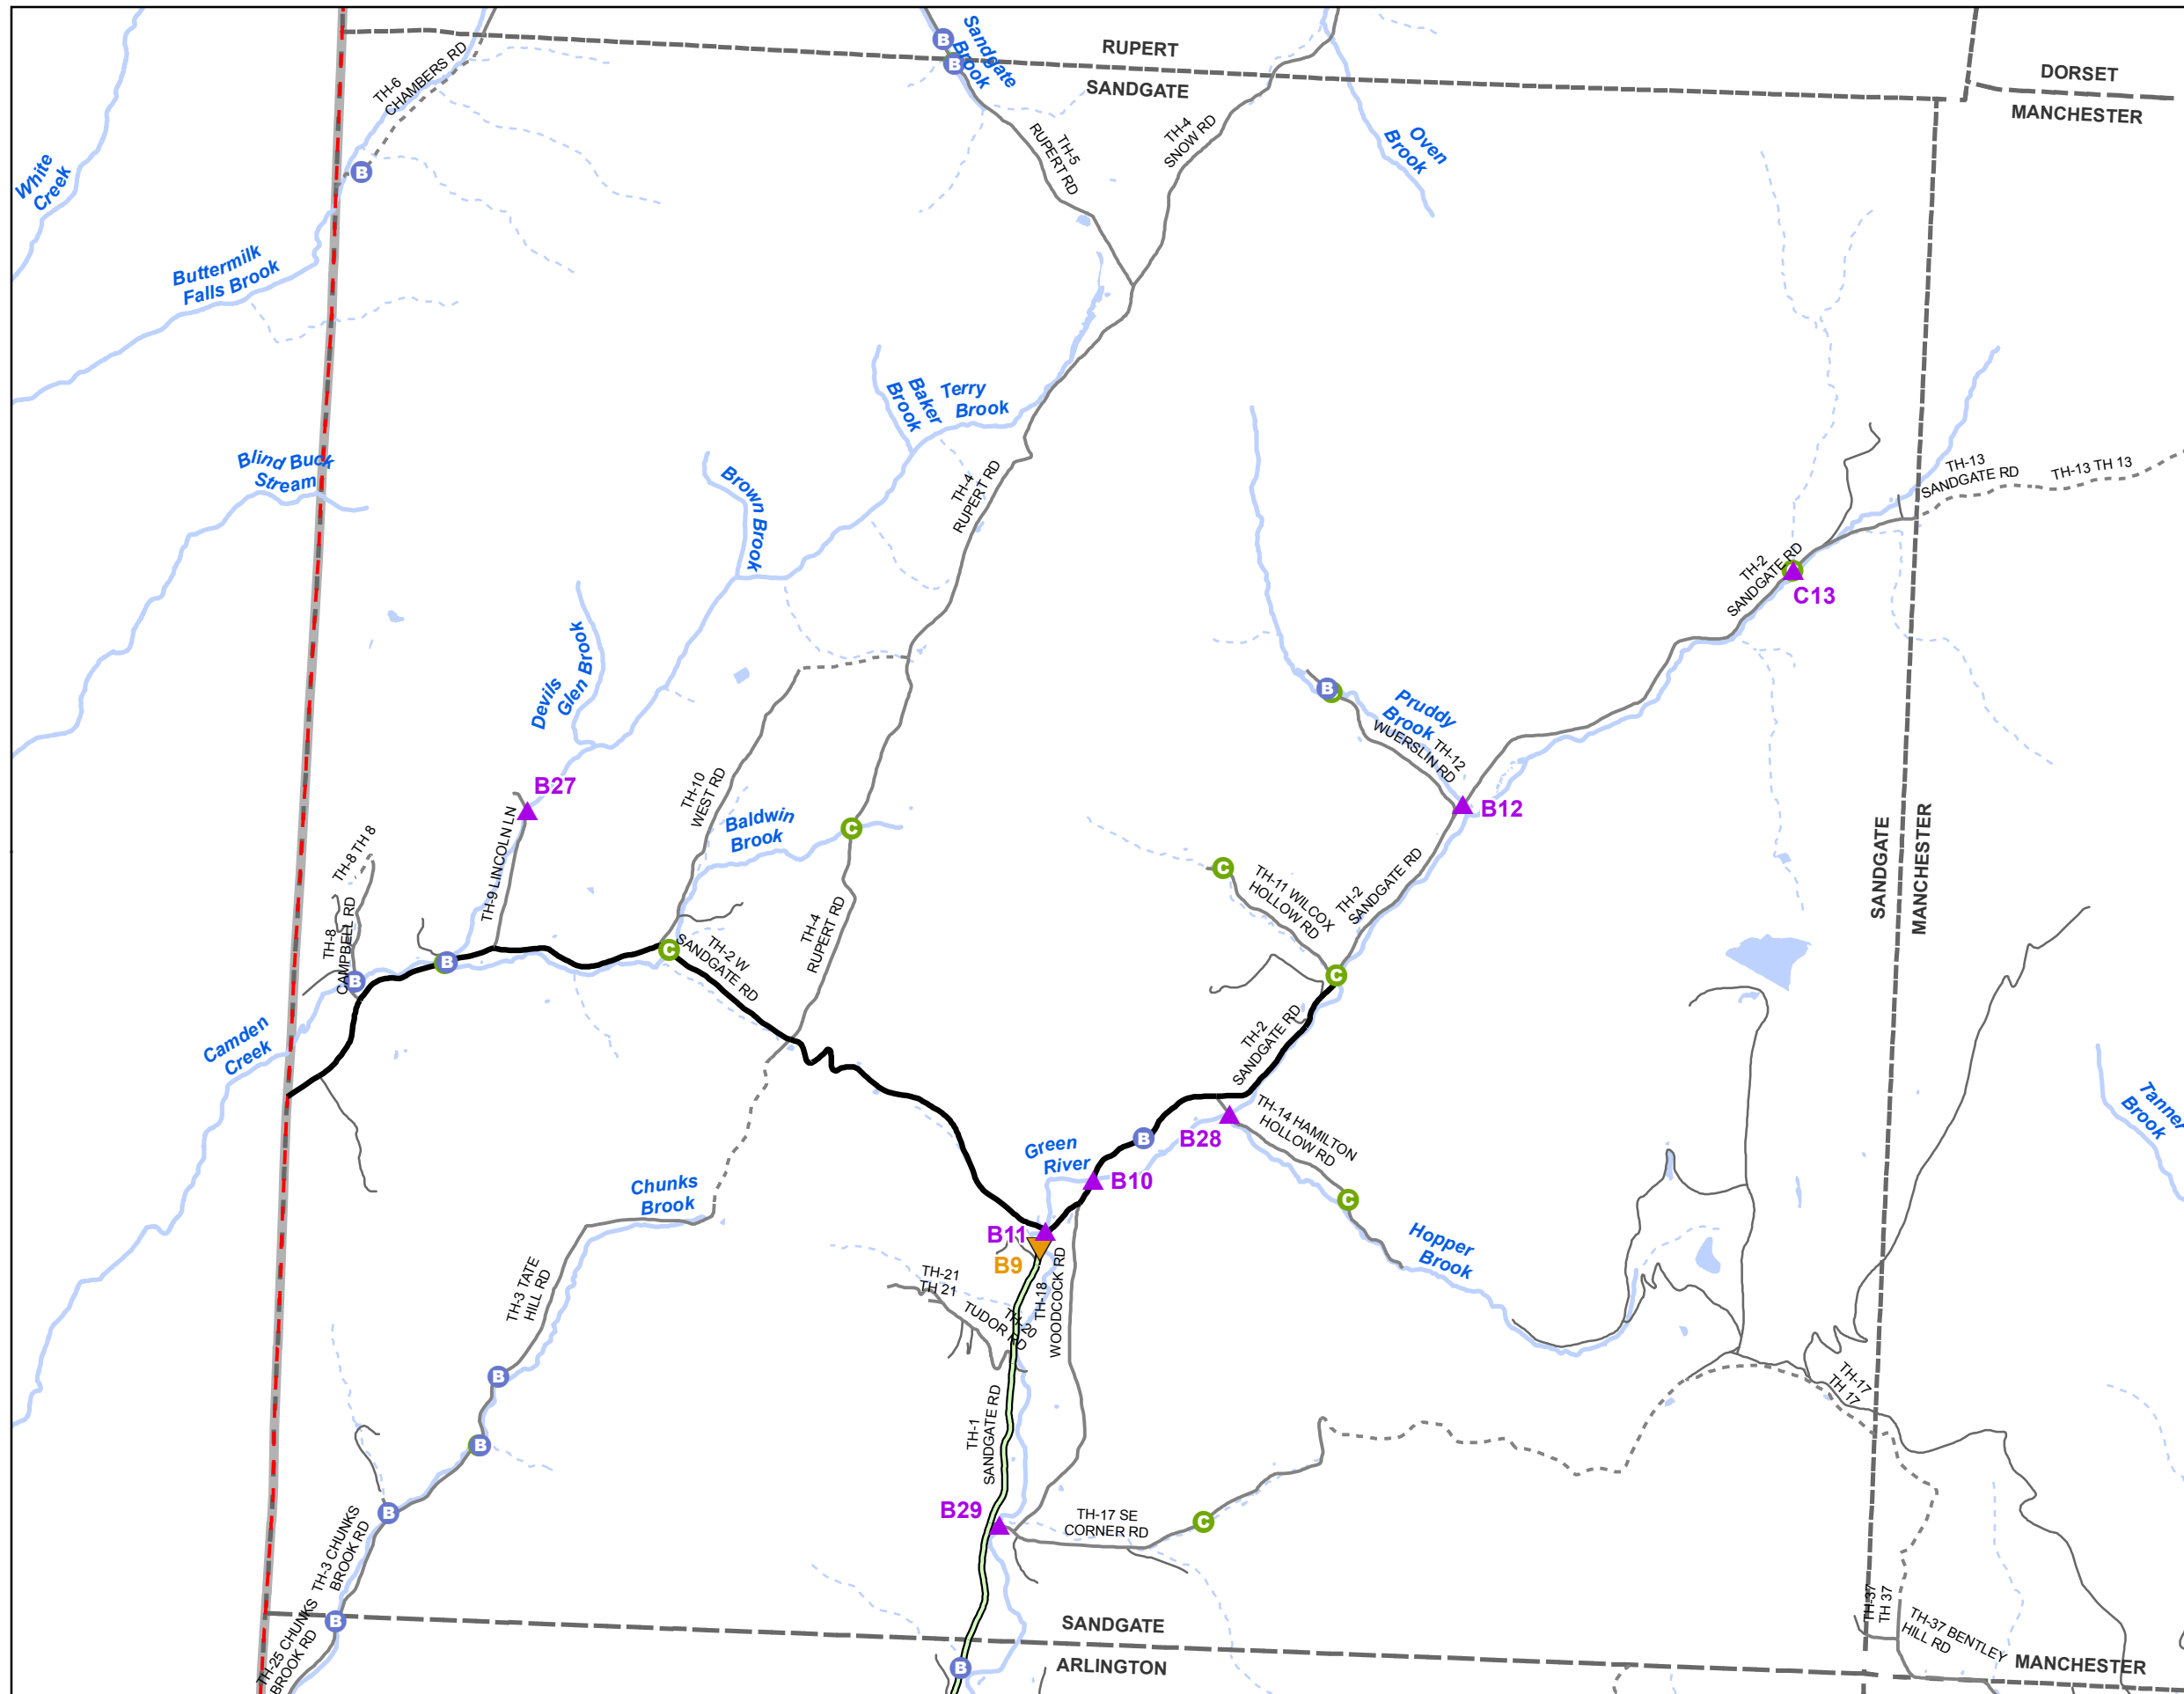 RUPERT
SANDGATE
DORSET
MANCHESTER
Sandgate
Brook
B
B
TH-6
CHAMBERS RD
B
TH-5
RUPERT RD
TH-4
SNOW RD
Oven
Brook
White
Creek
Buttermilk
Falls Brook
Baker
Brook
Terry
Brook
Blind Buck
Stream
Brown Brook
TH-4
RUPERT RD
TH-13
SANDGATE RD
TH-13 TH 13
TH-2
SANDGATE RD
C13
Devils
Glen Brook
B
Pruddy
Brook
TH-12
WUERSLIN RD
B12
B27
TH-10
WEST RD
Baldwin
Brook
C
TH-9 LINCOLN LN
TH-8 TH 8
TH-8
CAMPBELL RD
B
B
C
TH-2 W
SANDGATE RD
TH-4
RUPERT RD
C
TH-11 WILCOX
HOLLOW RD
TH-2
SANDGATE RD
C
SANDGATE
MANCHESTER
Camden
Creek
TH-2
SANDGATE RD
TH-14 HAMILTON
HOLLOW RD
B28
B
Green
River
B10
C
Chunks
Brook
B11
B9
Hopper
Brook
Tanner
Brook
TH-3 TATE
HILL RD
TH-21
TH 21
TH-20
TUDOR RD
TH-18
WOODCOCK RD
B
B
TH-17
TH 17
TH-1
SANDGATE RD
B
B29
TH-17 SE
CORNER RD
C
TH-3 CHUNKS
BROOK RD
B
TH-25 CHUNKS
BROOK RD
SANDGATE
ARLINGTON
B
TH-37
TH 37
TH-37 BENTLEY
HILL RD
MANCHESTER